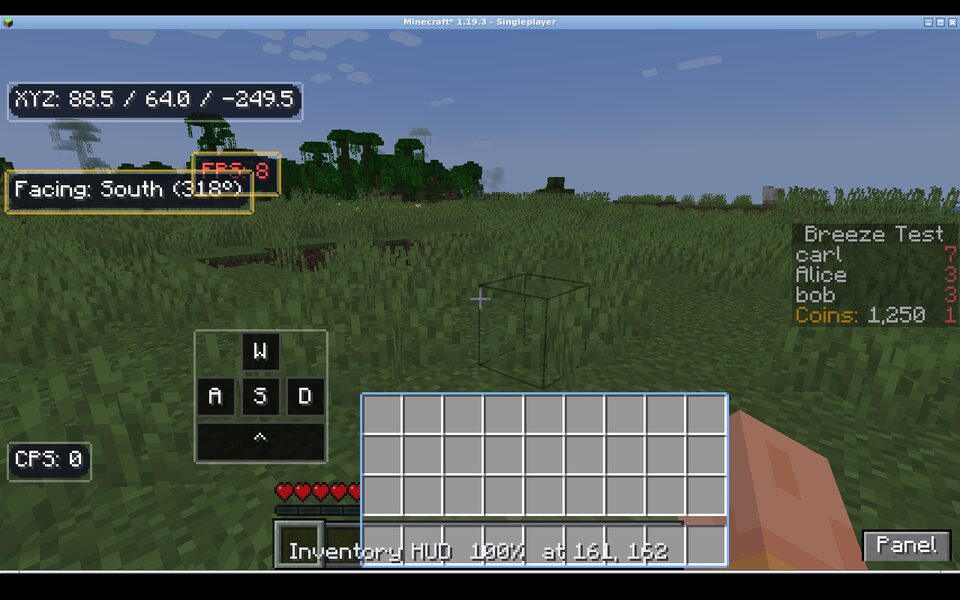 Minecraft* 1.19.3 - Singleplayer
XYZ: 88.5 / 64.0 / -249.5
FPS: 8
Facing: South (318°)
Breeze Test
carl 7
Alice 3
bob 3
Coins: 1,250 1
W
A S D
^
CPS: 0
Inventory HUD 100% at 161, 162
Panel